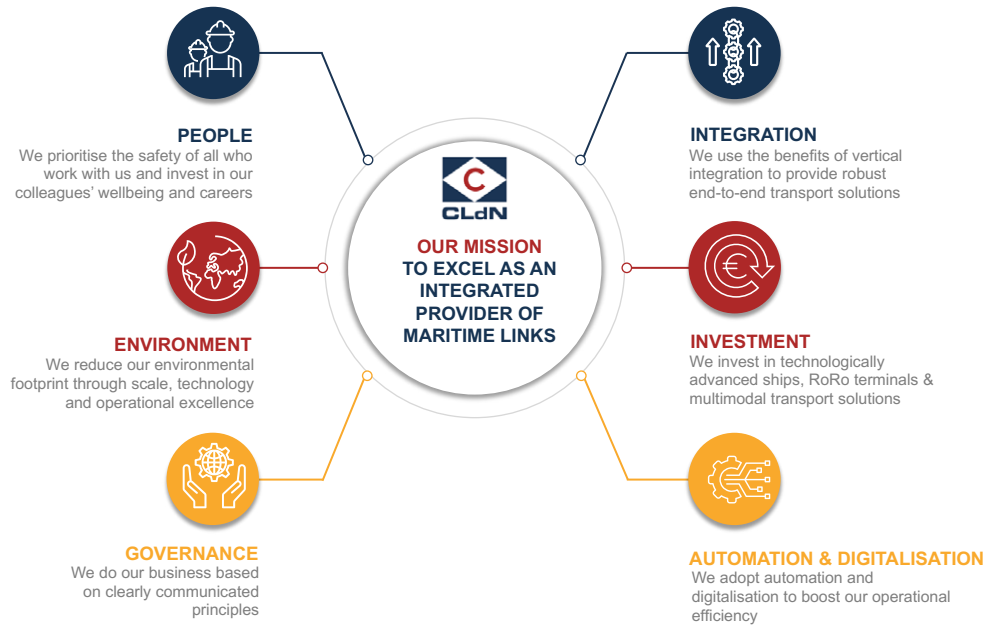 PEOPLE
We prioritise the safety of all who
work with us and invest in our
colleagues' wellbeing and careers
ENVIRONMENT
We reduce our environmental
footprint through scale, technology
and operational excellence
GOVERNANCE
We do our business based
on clearly communicated
principles
C
CLdN
OUR MISSION
TO EXCEL AS AN
INTEGRATED
PROVIDER OF
MARITIME LINKS
INTEGRATION
We use the benefits of vertical
integration to provide robust
end-to-end transport solutions
€
INVESTMENT
We invest in technologically
advanced ships, RoRo terminals &
multimodal transport solutions
AUTOMATION & DIGITALISATION
We adopt automation and
digitalisation to boost our operational
efficiency